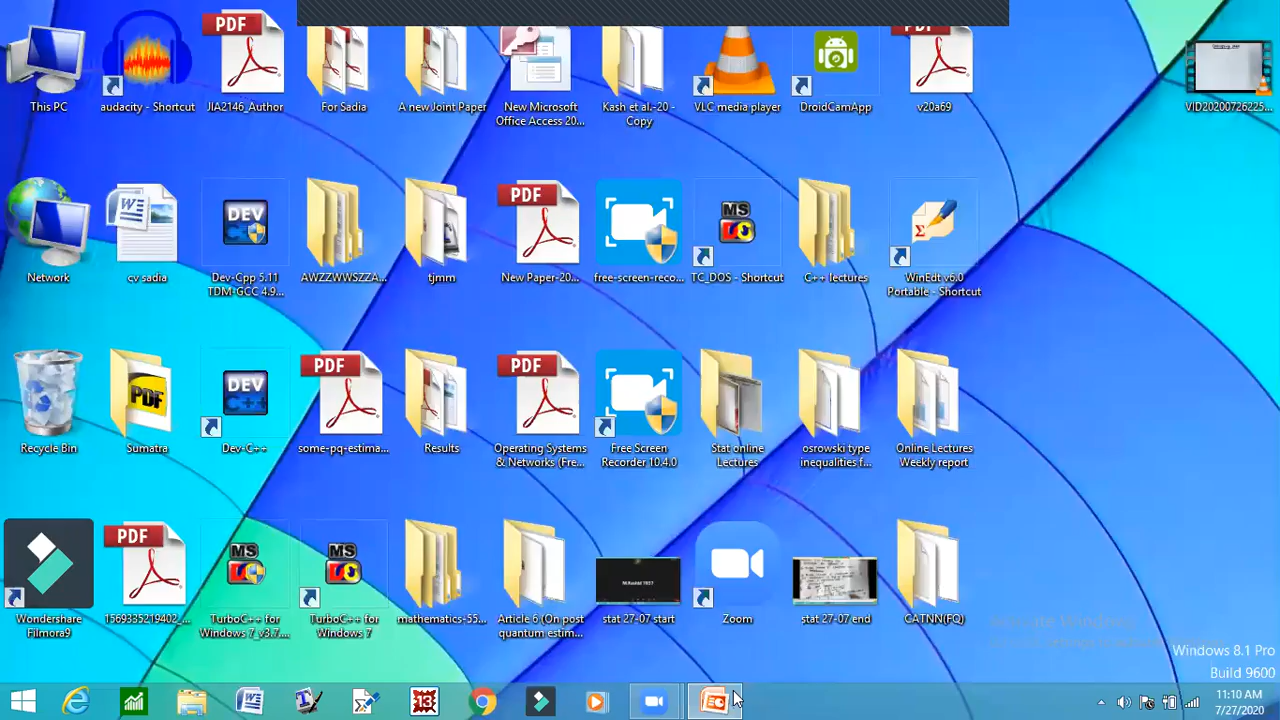 This PC
audacity - Shortcut
PDF
JIA2146_Author
For Sadia
A new Joint Paper
New Microsoft
Office Access 20...
Kash et al.-20 -
Copy
VLC media player
DroidCamApp
v20a69
VID20200726225...
Network
cv sadia
DEV
Dev-Cpp 5.11
TDM-GCC 4.9...
AWZZWWSZZA...
tjmm
PDF
New Paper-20...
free-screen-reco...
MS
TC_DOS - Shortcut
C++ lectures
WinEdt v6.0
Portable - Shortcut
Recycle Bin
PDF
Sumatra
DEV
Dev-C++
PDF
some-pq-estima...
Results
PDF
Operating Systems
& Networks (Fre...
Free Screen
Recorder 10.4.0
Stat online
Lectures
osrowski type
inequalities f...
Online Lectures
Weekly report
Wondershare
Filmora9
PDF
1569335219402_...
MS
TurboC++ for
Windows 7_v3.7....
MS
TurboC++ for
Windows 7
mathematics-55...
Article 6 (On post
quantum estim...
stat 27-07 start
Zoom
stat 27-07 end
CATNN(FQ)
Windows 8.1 Pro
Build 9600
13
11:10 AM
7/27/2020